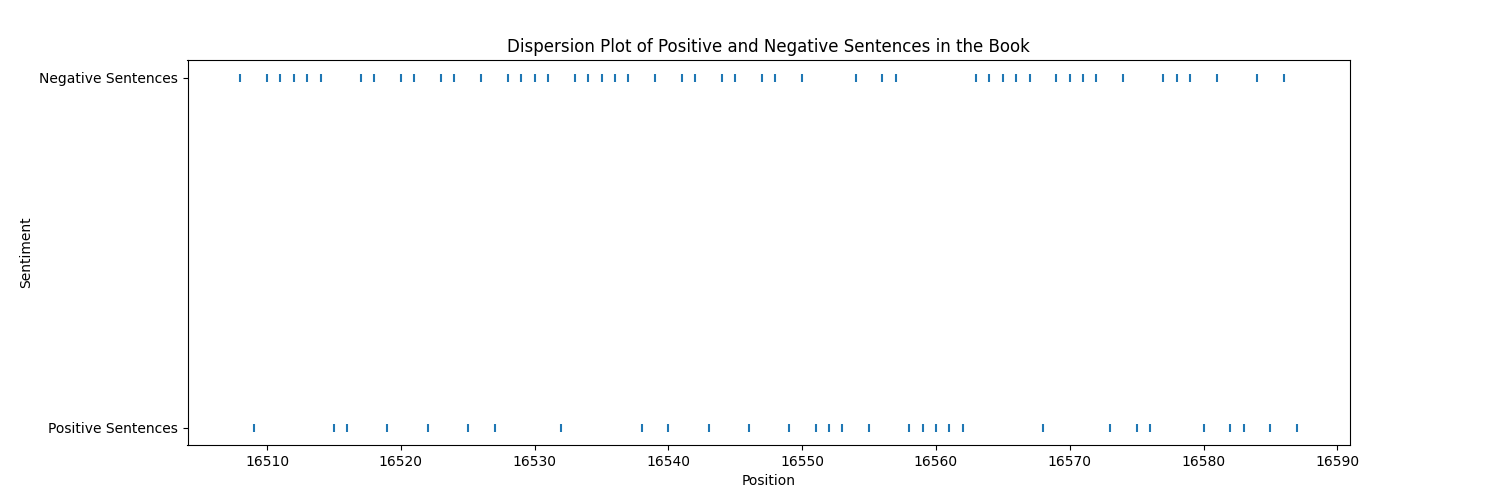 Dispersion Plot of Positive and Negative Sentences in the Book
Negative Sentences
Sentiment
Positive Sentences
16510 16520 16530 16540 16550 16560 16570 16580 16590
Position